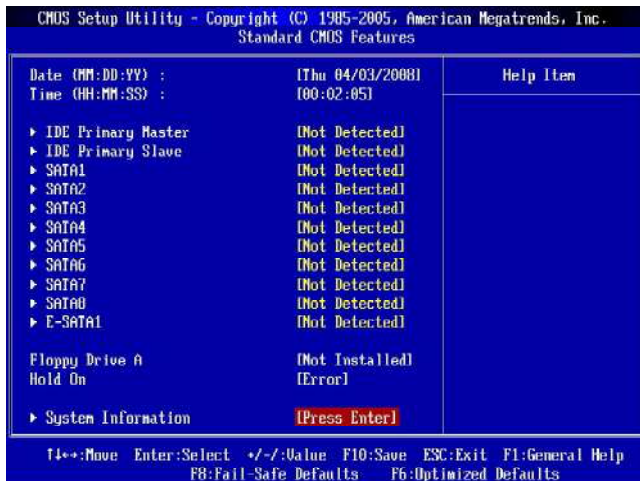 CMOS Setup Utility - Copyright (C) 1985-2005, American Megatrends, Inc.
Standard CMOS Features
Date (MM:DD:YY) : [Thu 04/03/2008]
Time (HH:MM:SS) : [00:02:05]
Help Item
▸ IDE Primary Master [Not Detected]
▸ IDE Primary Slave [Not Detected]
▸ SATA1 [Not Detected]
▸ SATA2 [Not Detected]
▸ SATA3 [Not Detected]
▸ SATA4 [Not Detected]
▸ SATA5 [Not Detected]
▸ SATA6 [Not Detected]
▸ SATA7 [Not Detected]
▸ SATA8 [Not Detected]
▸ E-SATA1 [Not Detected]
Floppy Drive A [Not Installed]
Hold On [Error]
▸ System Information [Press Enter]
↑↓↔:Move Enter:Select +/-/:Value F10:Save ESC:Exit F1:General Help
F8:Fail-Safe Defaults F6:Optimized Defaults